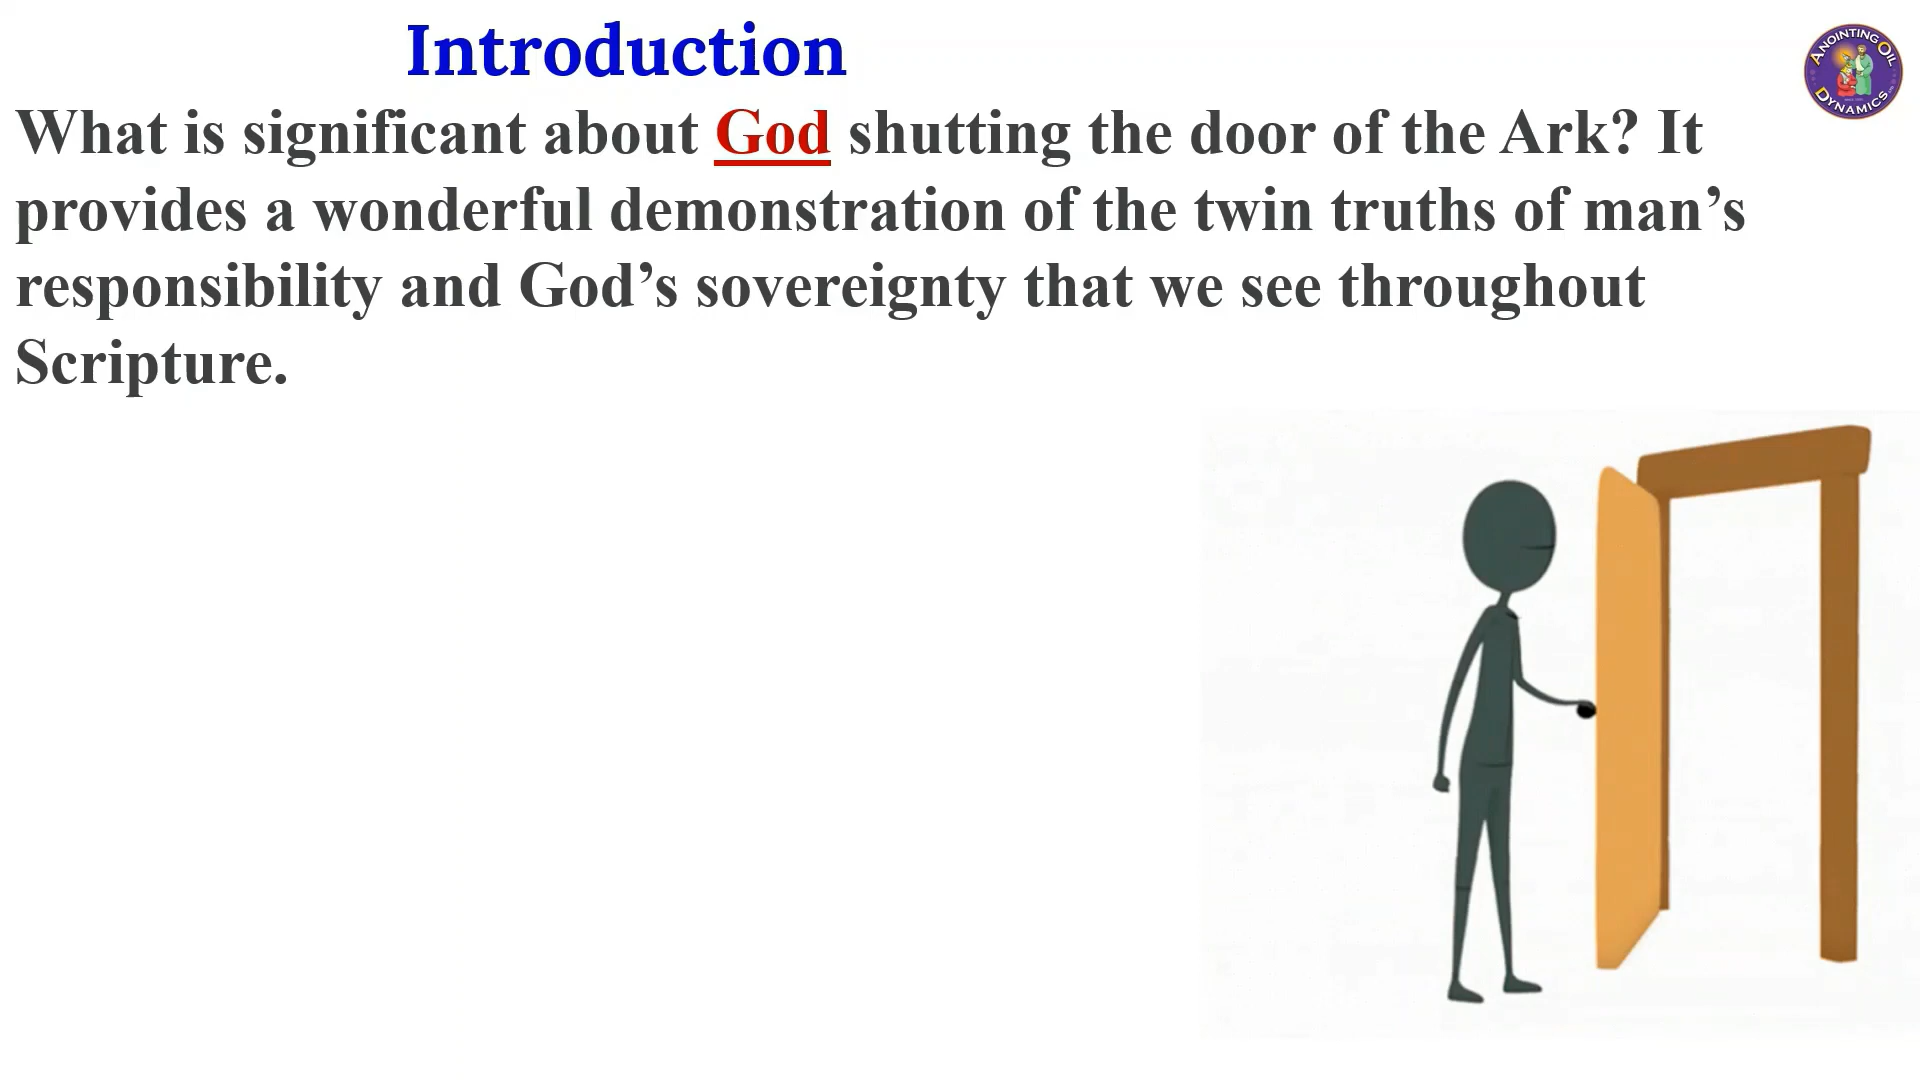 Introduction
ANOINTING OIL
DYNAMICS
What is significant about God shutting the door of the Ark? It
provides a wonderful demonstration of the twin truths of man’s
responsibility and God’s sovereignty that we see throughout
Scripture.